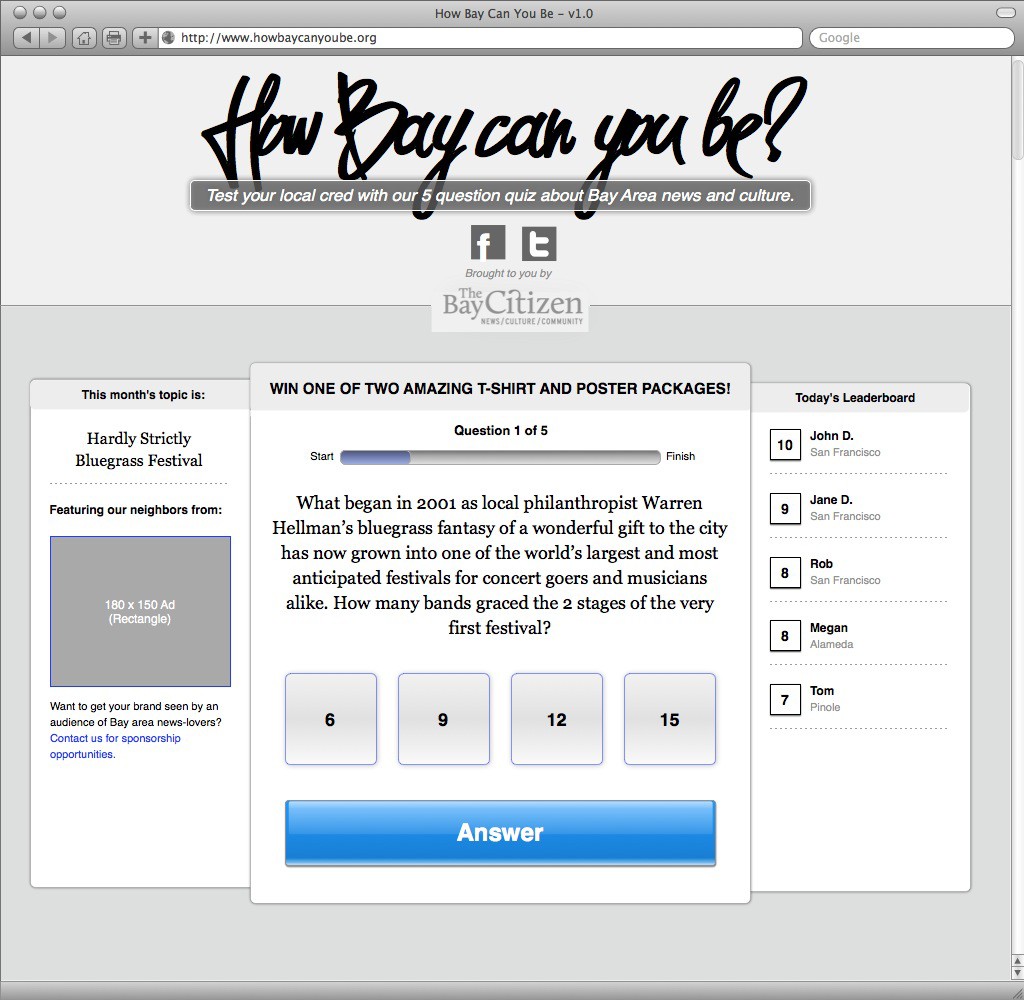 How Bay Can You Be – v1.0
http://www.howbaycanyoube.org
Google
How Bay can you be?
Test your local cred with our 5 question quiz about Bay Area news and culture.
f t
Brought to you by
The
BayCitizen
NEWS/CULTURE/COMMUNITY
This month's topic is:
Hardly Strictly
Bluegrass Festival
Featuring our neighbors from:
180 x 150 Ad
(Rectangle)
Want to get your brand seen by an
audience of Bay area news-lovers?
Contact us for sponsorship
opportunities.
WIN ONE OF TWO AMAZING T-SHIRT AND POSTER PACKAGES!
Question 1 of 5
Start Finish
What began in 2001 as local philanthropist Warren
Hellman’s bluegrass fantasy of a wonderful gift to the city
has now grown into one of the world’s largest and most
anticipated festivals for concert goers and musicians
alike. How many bands graced the 2 stages of the very
first festival?
6 9 12 15
Answer
Today's Leaderboard
10 John D.
San Francisco
9 Jane D.
San Francisco
8 Rob
San Francisco
8 Megan
Alameda
7 Tom
Pinole